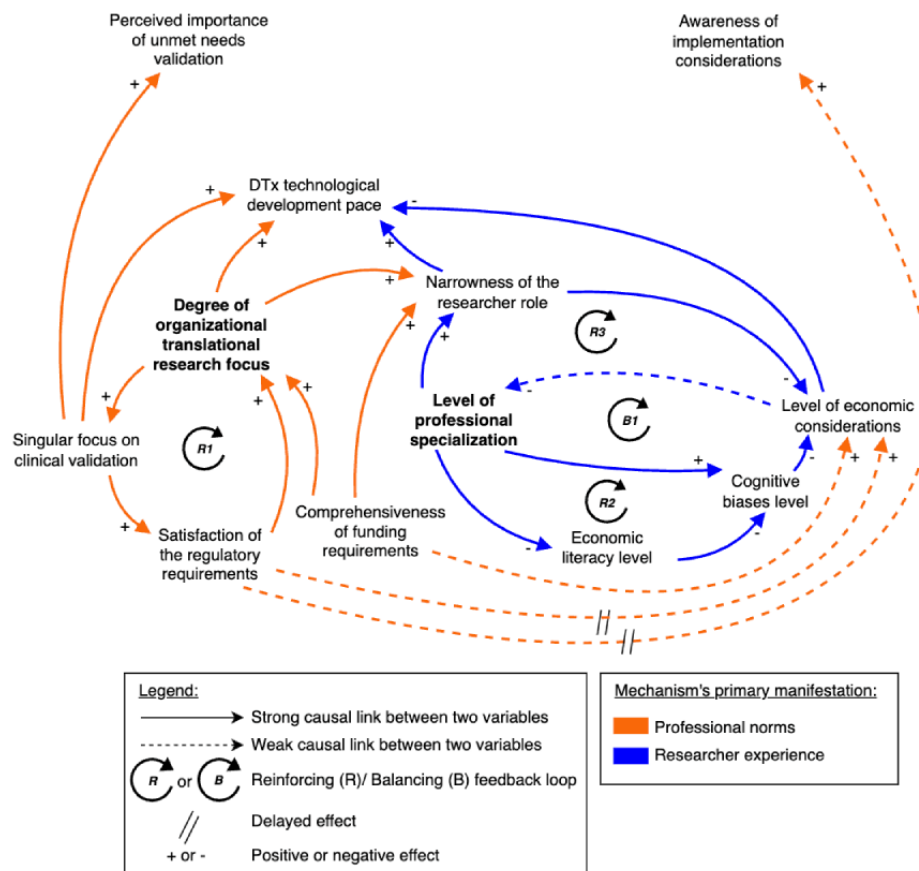 Perceived importance
of unmet needs
validation
Awareness of
implementation
considerations
+
+
+
DTx technological
development pace
-
+
+
+
Narrowness of the
researcher role
Degree of
organizational
translational
research focus
+
+
R3
-
+
+
+
Level of
professional
specialization
-
B1
Level of economic
considerations
Singular focus on
clinical validation
R1
+
-
+
+
Cognitive
biases level
R2
+
Satisfaction of
the regulatory
requirements
Comprehensiveness
of funding
requirements
-
Economic
literacy level
-
//
//
Legend:
Strong causal link between two variables
Weak causal link between two variables
R or B Reinforcing (R)/ Balancing (B) feedback loop
// Delayed effect
+ or - Positive or negative effect
Mechanism's primary manifestation:
Professional norms
Researcher experience